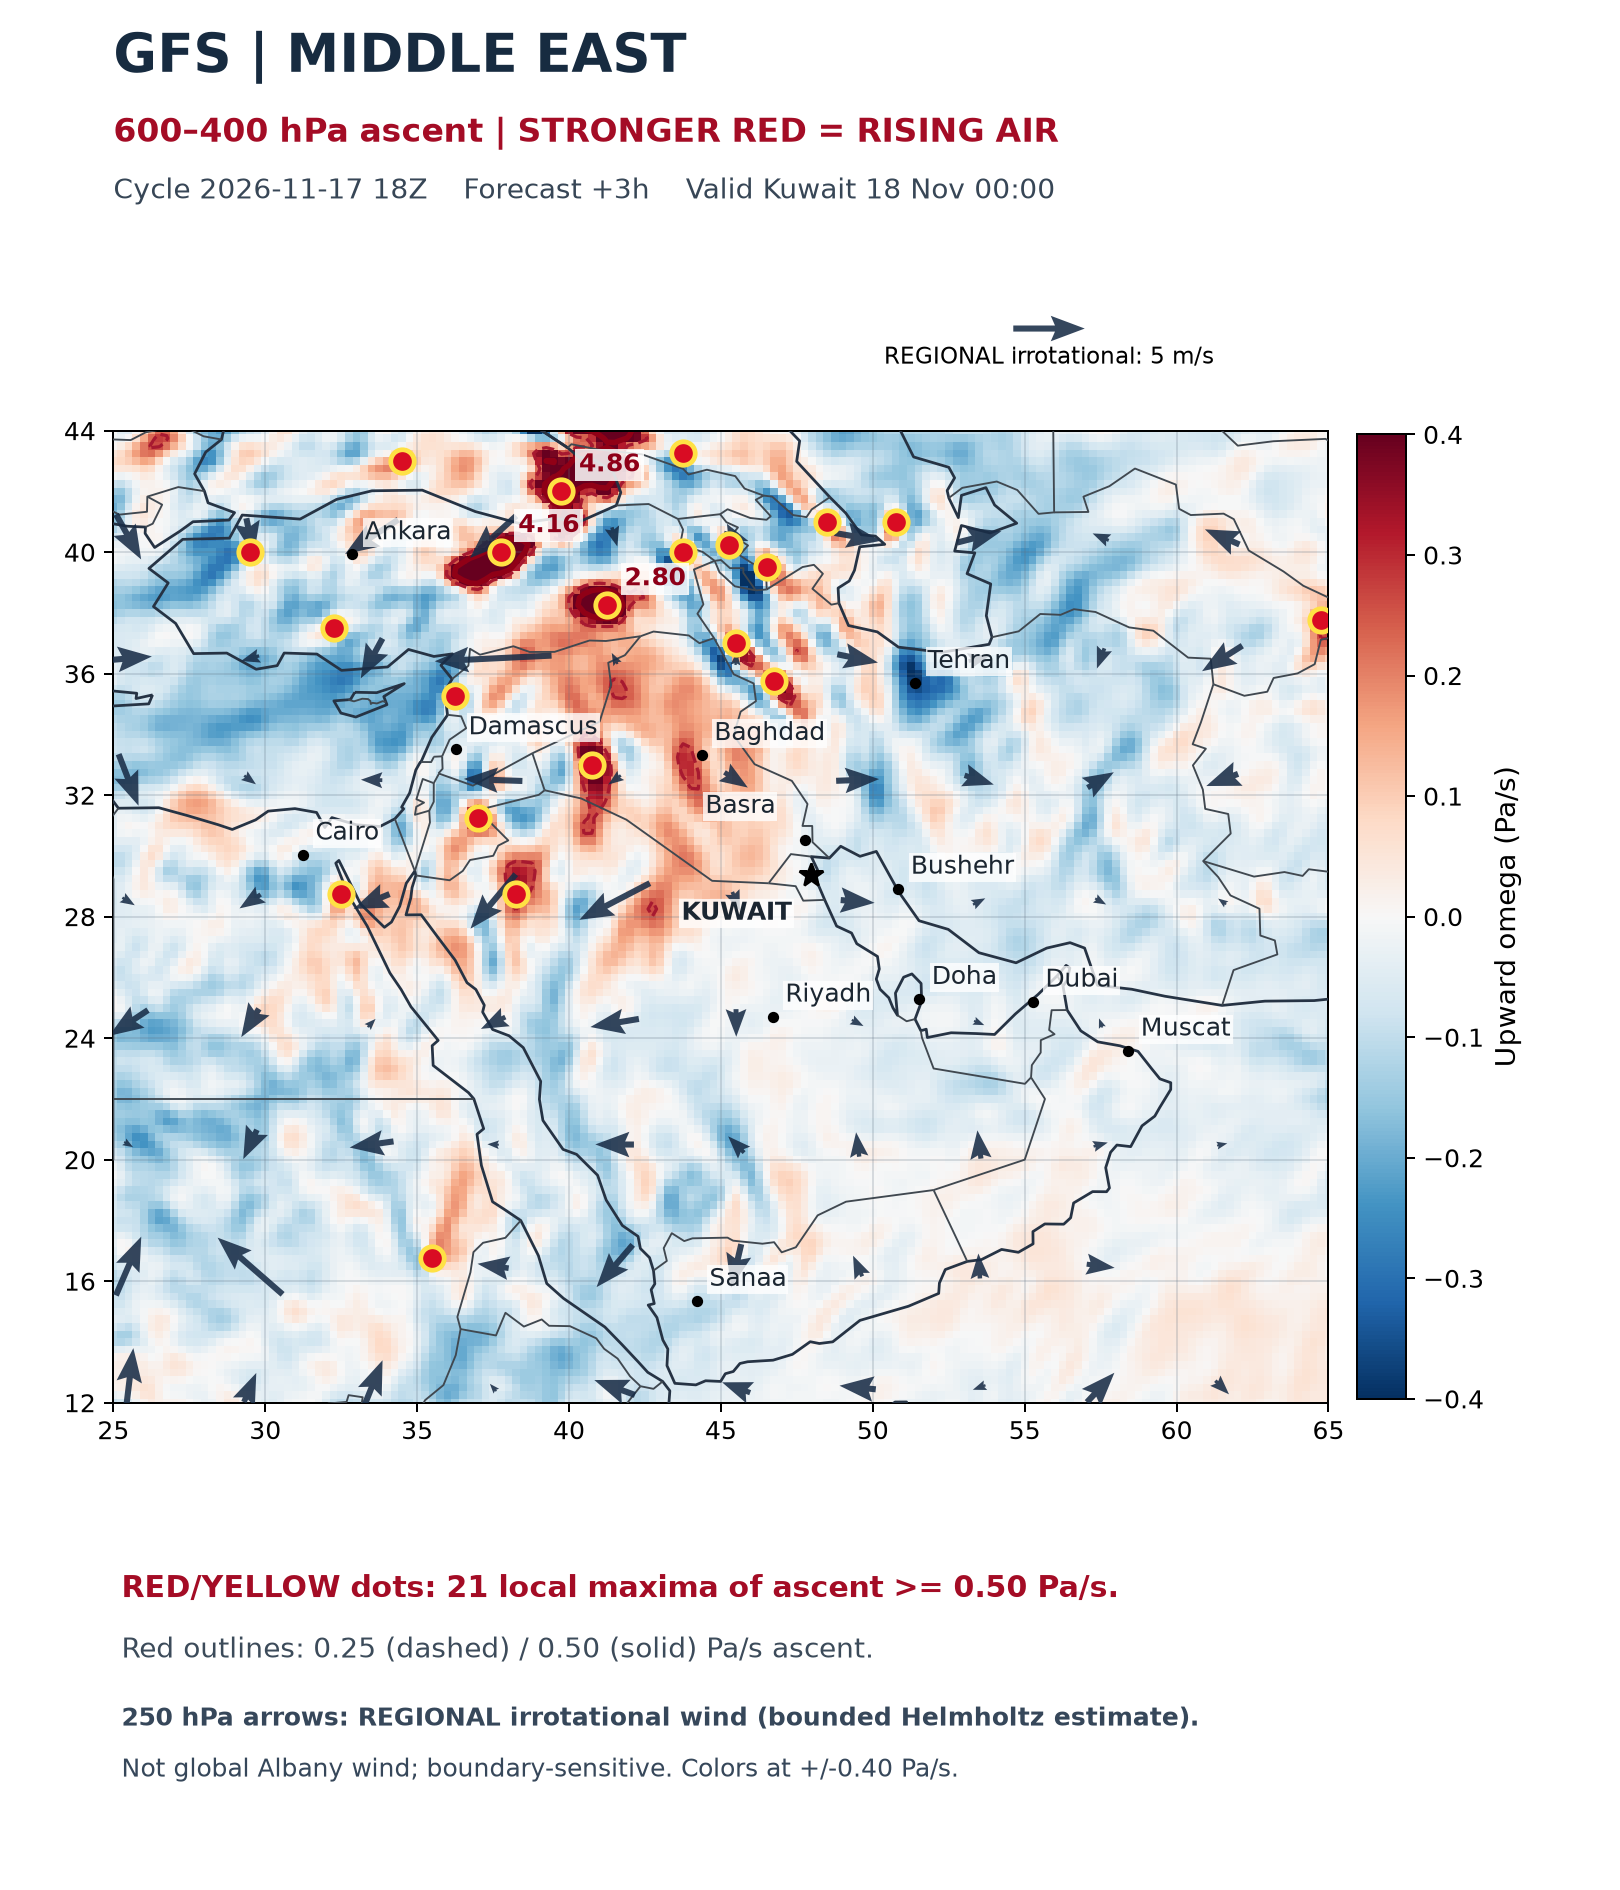 GFS | MIDDLE EAST
600–400 hPa ascent | STRONGER RED = RISING AIR
Cycle 2026-11-17 18Z    Forecast +3h    Valid Kuwait 18 Nov 00:00
REGIONAL irrotational: 5 m/s
44
40
36
32
28
24
20
16
12
4.86
4.16
Ankara
2.80
Tehran
Damascus
Baghdad
Basra
Cairo
Bushehr
KUWAIT
Riyadh
Doha
Dubai
Muscat
Sanaa
25
30
35
40
45
50
55
60
65
0.4
0.3
0.2
0.1
0.0
−0.1
−0.2
−0.3
−0.4
Upward omega (Pa/s)
RED/YELLOW dots: 21 local maxima of ascent >= 0.50 Pa/s.
Red outlines: 0.25 (dashed) / 0.50 (solid) Pa/s ascent.
250 hPa arrows: REGIONAL irrotational wind (bounded Helmholtz estimate).
Not global Albany wind; boundary-sensitive. Colors at +/-0.40 Pa/s.